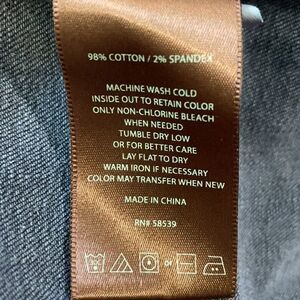 98% COTTON / 2% SPANDEX
MACHINE WASH COLD
INSIDE OUT TO RETAIN COLOR
ONLY NON-CHLORINE BLEACH
WHEN NEEDED
TUMBLE DRY LOW
OR FOR BETTER CARE
LAY FLAT TO DRY
WARM IRON IF NECESSARY
COLOR MAY TRANSFER WHEN NEW
MADE IN CHINA
RN# 58539
or